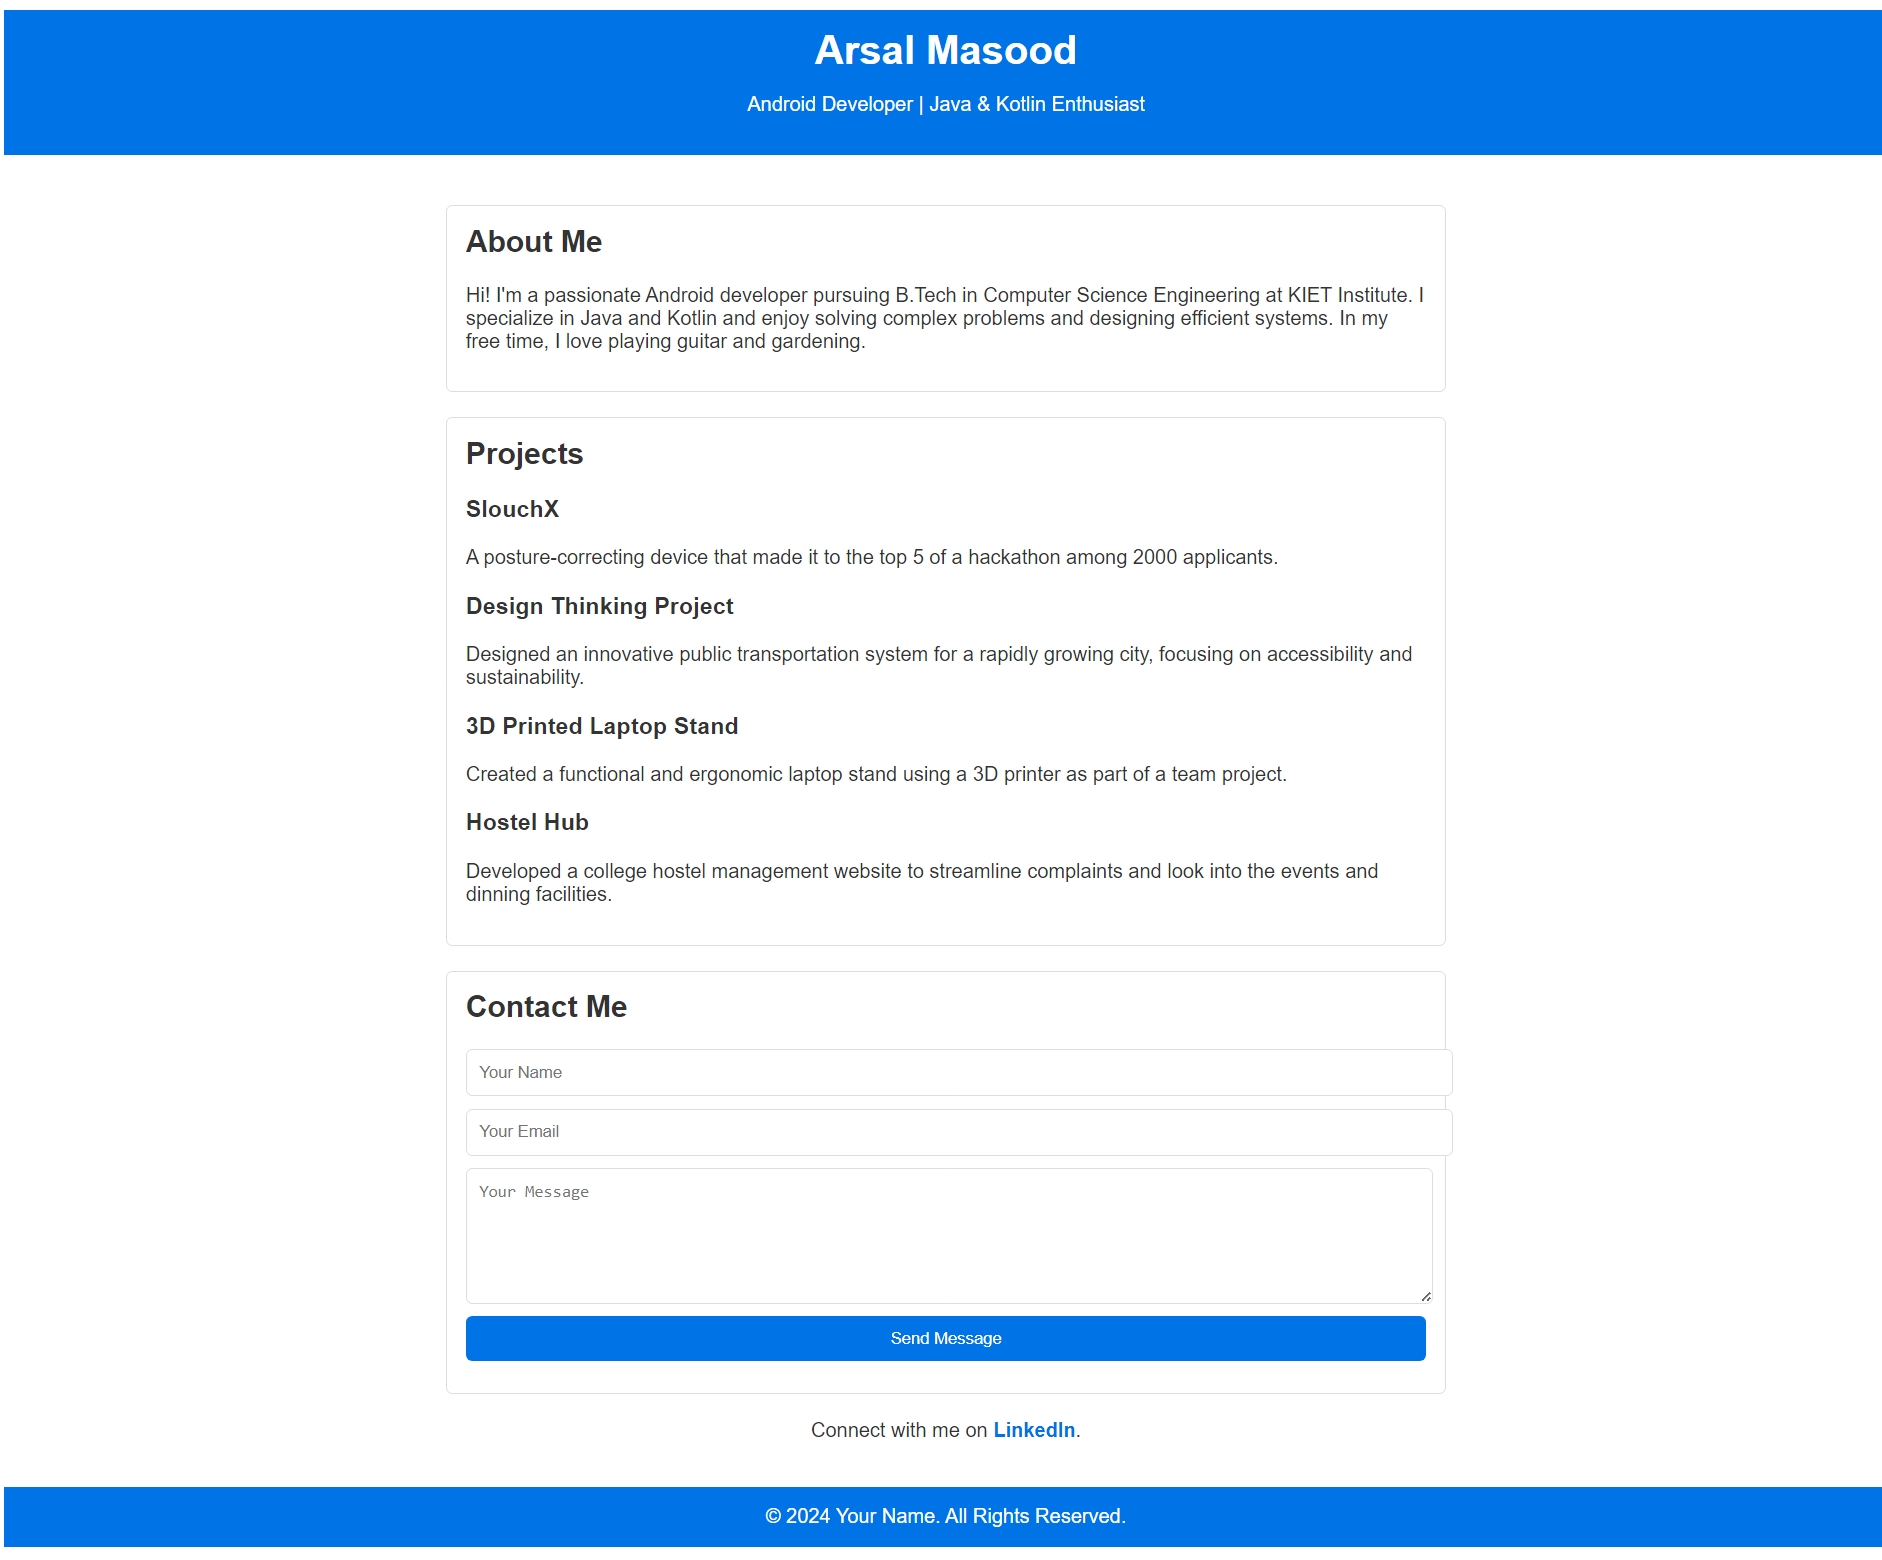 Arsal Masood
Android Developer | Java & Kotlin Enthusiast
About Me
Hi! I'm a passionate Android developer pursuing B.Tech in Computer Science Engineering at KIET Institute. I
specialize in Java and Kotlin and enjoy solving complex problems and designing efficient systems. In my
free time, I love playing guitar and gardening.
Projects
SlouchX
A posture-correcting device that made it to the top 5 of a hackathon among 2000 applicants.
Design Thinking Project
Designed an innovative public transportation system for a rapidly growing city, focusing on accessibility and
sustainability.
3D Printed Laptop Stand
Created a functional and ergonomic laptop stand using a 3D printer as part of a team project.
Hostel Hub
Developed a college hostel management website to streamline complaints and look into the events and
dinning facilities.
Contact Me
Your Name
Your Email
Your Message
Send Message
Connect with me on LinkedIn.
© 2024 Your Name. All Rights Reserved.